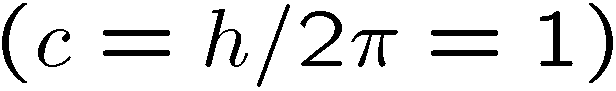 (c = h/2π = 1)